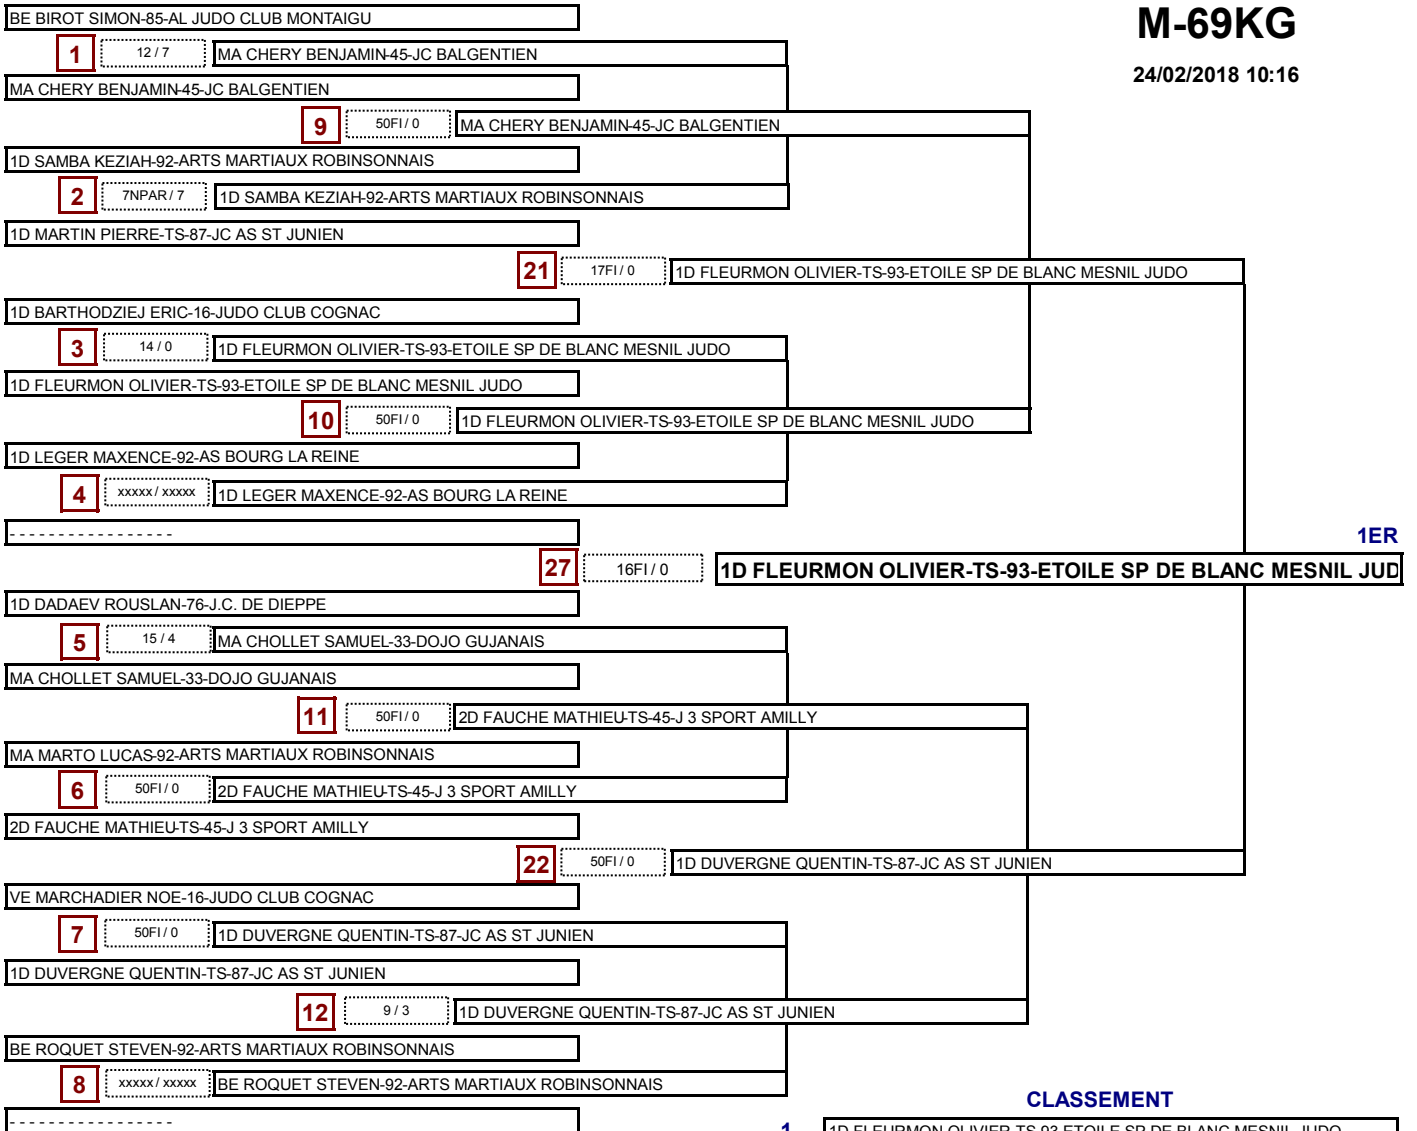 BE BIROT SIMON-85-AL JUDO CLUB MONTAIGU
M-69KG
1 12 / 7 MA CHERY BENJAMIN-45-JC BALGENTIEN
24/02/2018 10:16
MA CHERY BENJAMIN-45-JC BALGENTIEN
9 50FI / 0 MA CHERY BENJAMIN-45-JC BALGENTIEN
1D SAMBA KEZIAH-92-ARTS MARTIAUX ROBINSONNAIS
2 7NPAR / 7 1D SAMBA KEZIAH-92-ARTS MARTIAUX ROBINSONNAIS
1D MARTIN PIERRE-TS-87-JC AS ST JUNIEN
21 17FI / 0 1D FLEURMON OLIVIER-TS-93-ETOILE SP DE BLANC MESNIL JUDO
1D BARTHODZIEJ ERIC-16-JUDO CLUB COGNAC
3 14 / 0 1D FLEURMON OLIVIER-TS-93-ETOILE SP DE BLANC MESNIL JUDO
1D FLEURMON OLIVIER-TS-93-ETOILE SP DE BLANC MESNIL JUDO
10 50FI / 0 1D FLEURMON OLIVIER-TS-93-ETOILE SP DE BLANC MESNIL JUDO
1D LEGER MAXENCE-92-AS BOURG LA REINE
4 xxxxx / xxxxx 1D LEGER MAXENCE-92-AS BOURG LA REINE
- - - - - - - - - - - - - - - - -
1ER
27 16FI / 0 1D FLEURMON OLIVIER-TS-93-ETOILE SP DE BLANC MESNIL JUD
1D DADAEV ROUSLAN-76-J.C. DE DIEPPE
5 15 / 4 MA CHOLLET SAMUEL-33-DOJO GUJANAIS
MA CHOLLET SAMUEL-33-DOJO GUJANAIS
11 50FI / 0 2D FAUCHE MATHIEU-TS-45-J 3 SPORT AMILLY
MA MARTO LUCAS-92-ARTS MARTIAUX ROBINSONNAIS
6 50FI / 0 2D FAUCHE MATHIEU-TS-45-J 3 SPORT AMILLY
2D FAUCHE MATHIEU-TS-45-J 3 SPORT AMILLY
22 50FI / 0 1D DUVERGNE QUENTIN-TS-87-JC AS ST JUNIEN
VE MARCHADIER NOE-16-JUDO CLUB COGNAC
7 50FI / 0 1D DUVERGNE QUENTIN-TS-87-JC AS ST JUNIEN
1D DUVERGNE QUENTIN-TS-87-JC AS ST JUNIEN
12 9 / 3 1D DUVERGNE QUENTIN-TS-87-JC AS ST JUNIEN
BE ROQUET STEVEN-92-ARTS MARTIAUX ROBINSONNAIS
8 xxxxx / xxxxx BE ROQUET STEVEN-92-ARTS MARTIAUX ROBINSONNAIS
CLASSEMENT
- - - - - - - - - - - - - - - - -
1 1D FLEURMON OLIVIER-TS-93-ETOILE SP DE BLANC MESNIL JUDO